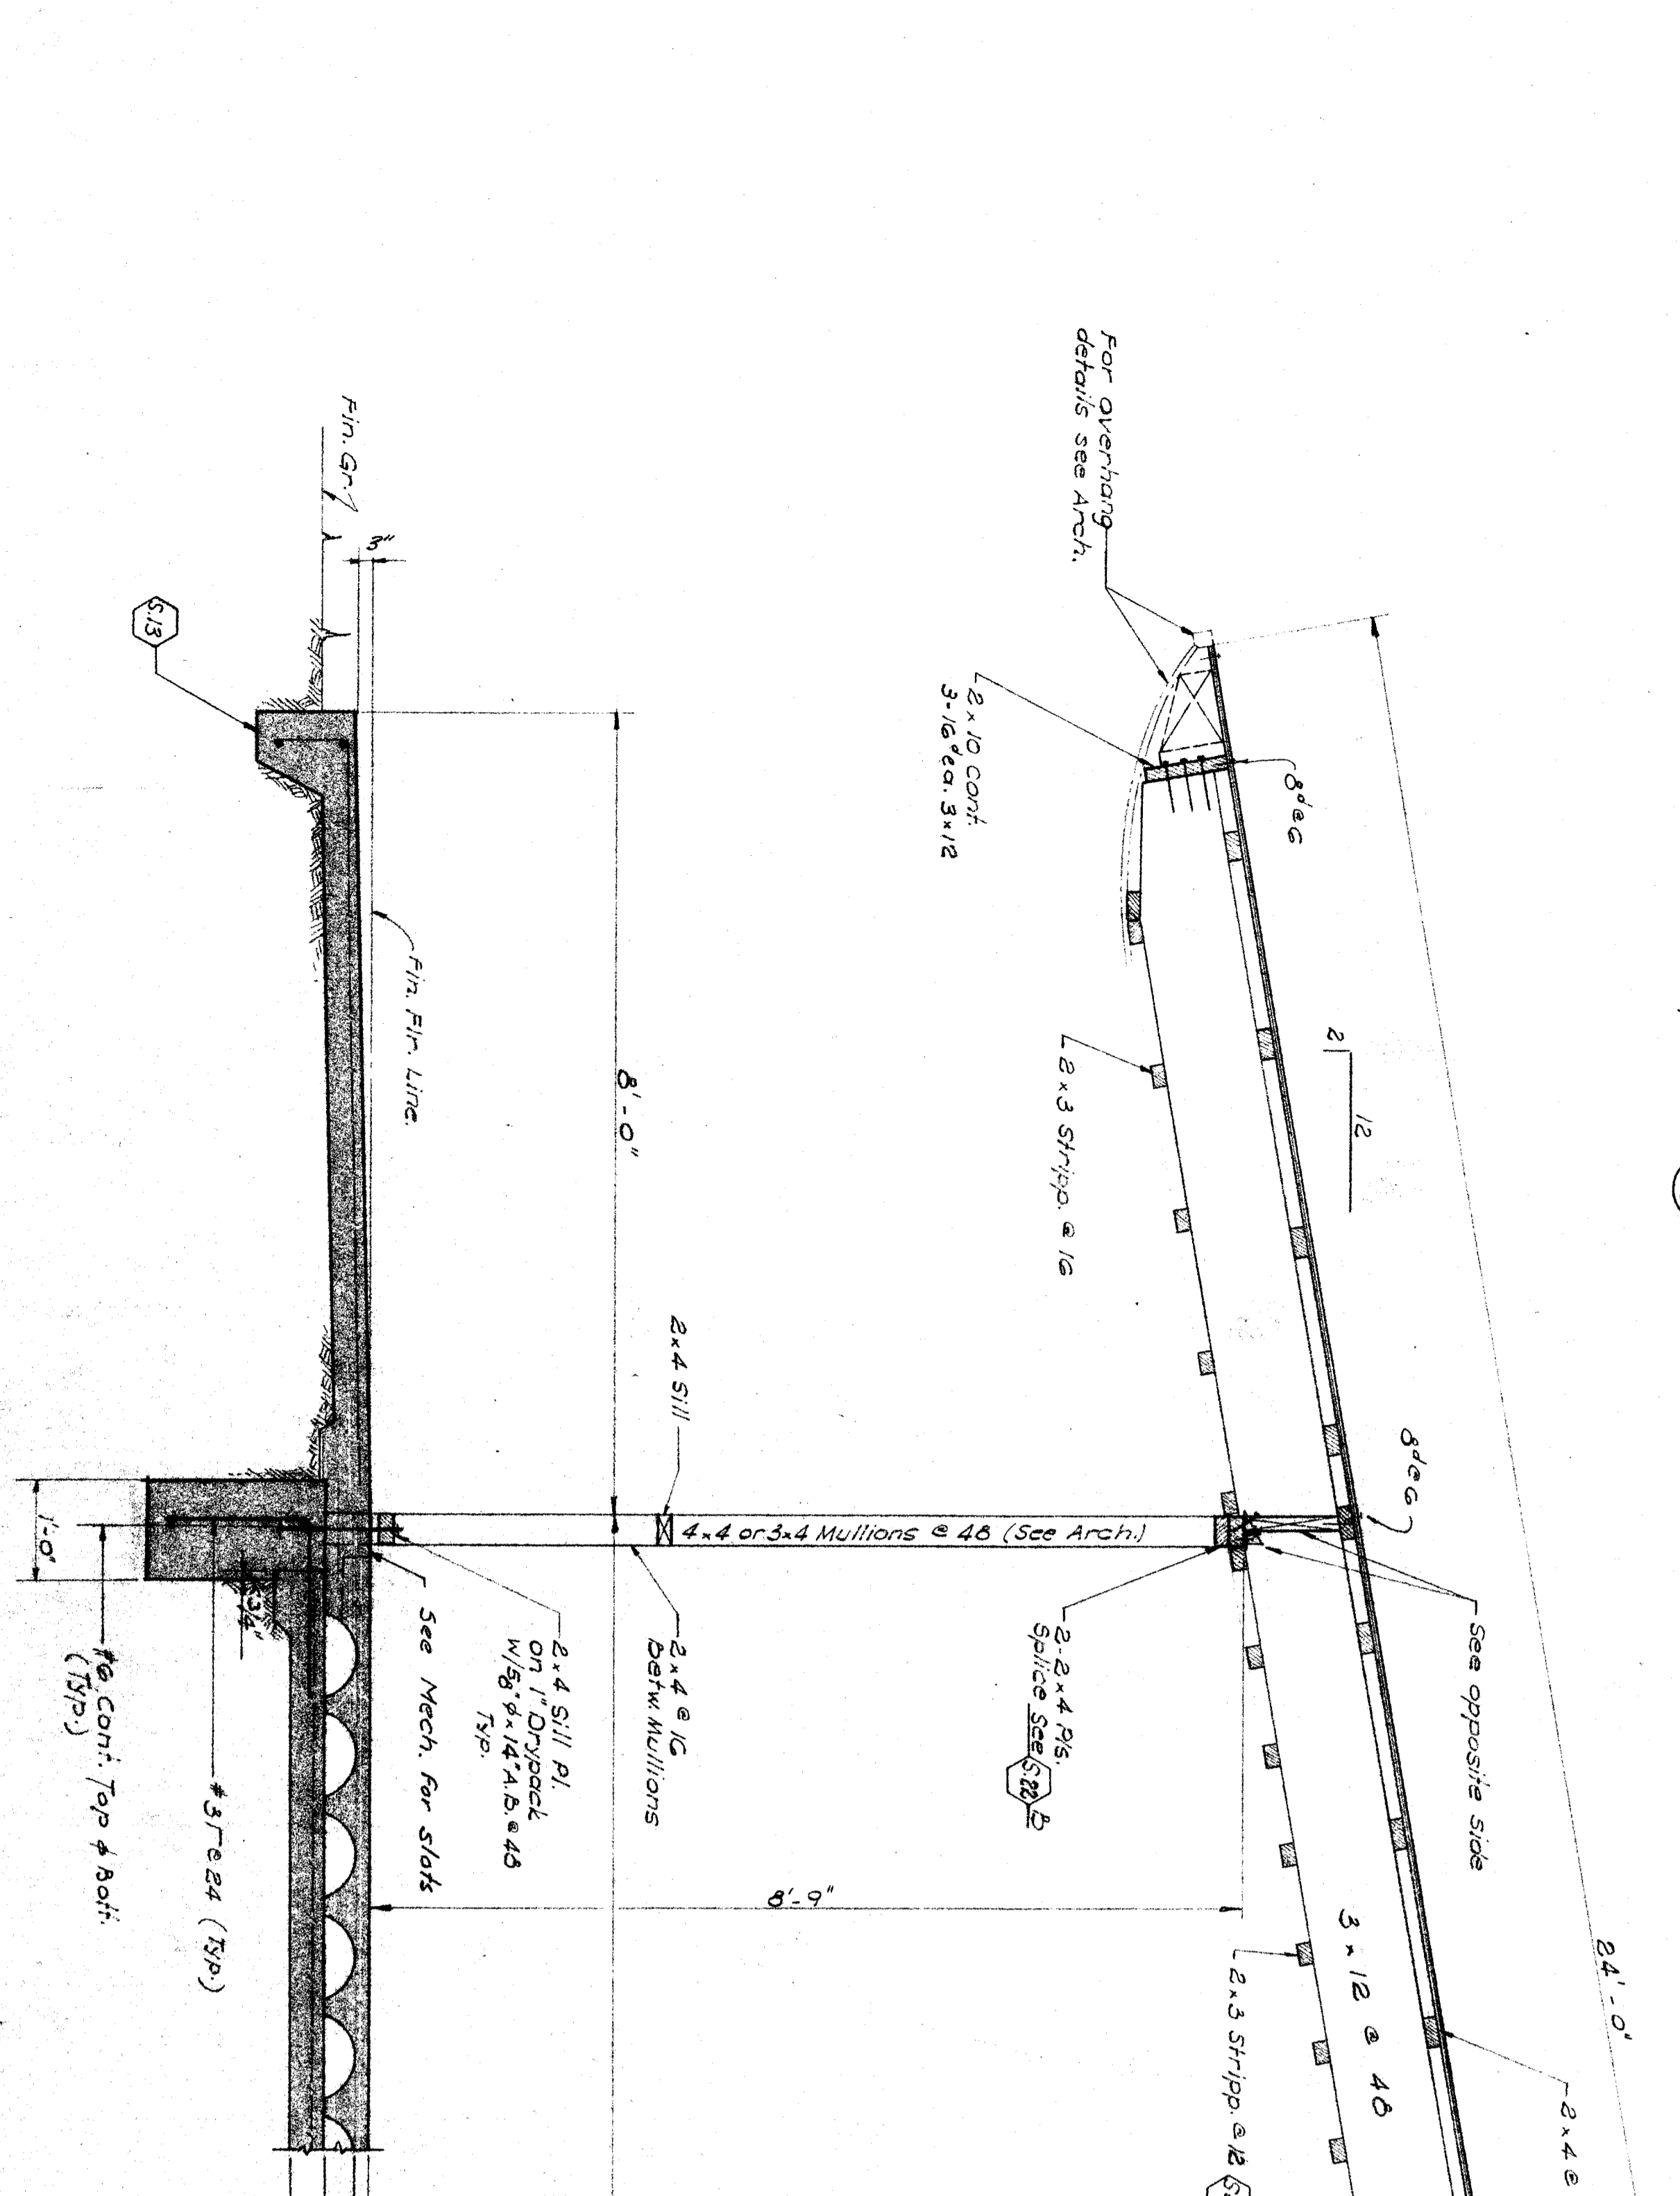 24'-0"
2x4 @
See opposite side
8d@6
3 x 12 @ 48
2
12
8d@6
2x3 Stripp. @ 12
For overhang
details see Arch.
2x3 Stripp. @ 16
2-2x4 Pls.
Splice See S.22 B
2x10 Cont.
3-16d ea. 3x12
8'-9"
4x4 or 3x4 Mullions @ 48 (See Arch.)
2x4 Sill
2x4 @ 16
Betw. Mullions
8'-0"
2x4 Sill Pl.
on 1" Drypack
W/5/8"φx14" A.B.@48
Typ.
Fin. Flr. Line.
See Mech. for slots
3"
Fin. Gr.
3/4"
#3 @ 24 (Typ.)
S.13
#6 Cont. Top & Bott.
(Typ.)
1'-0"